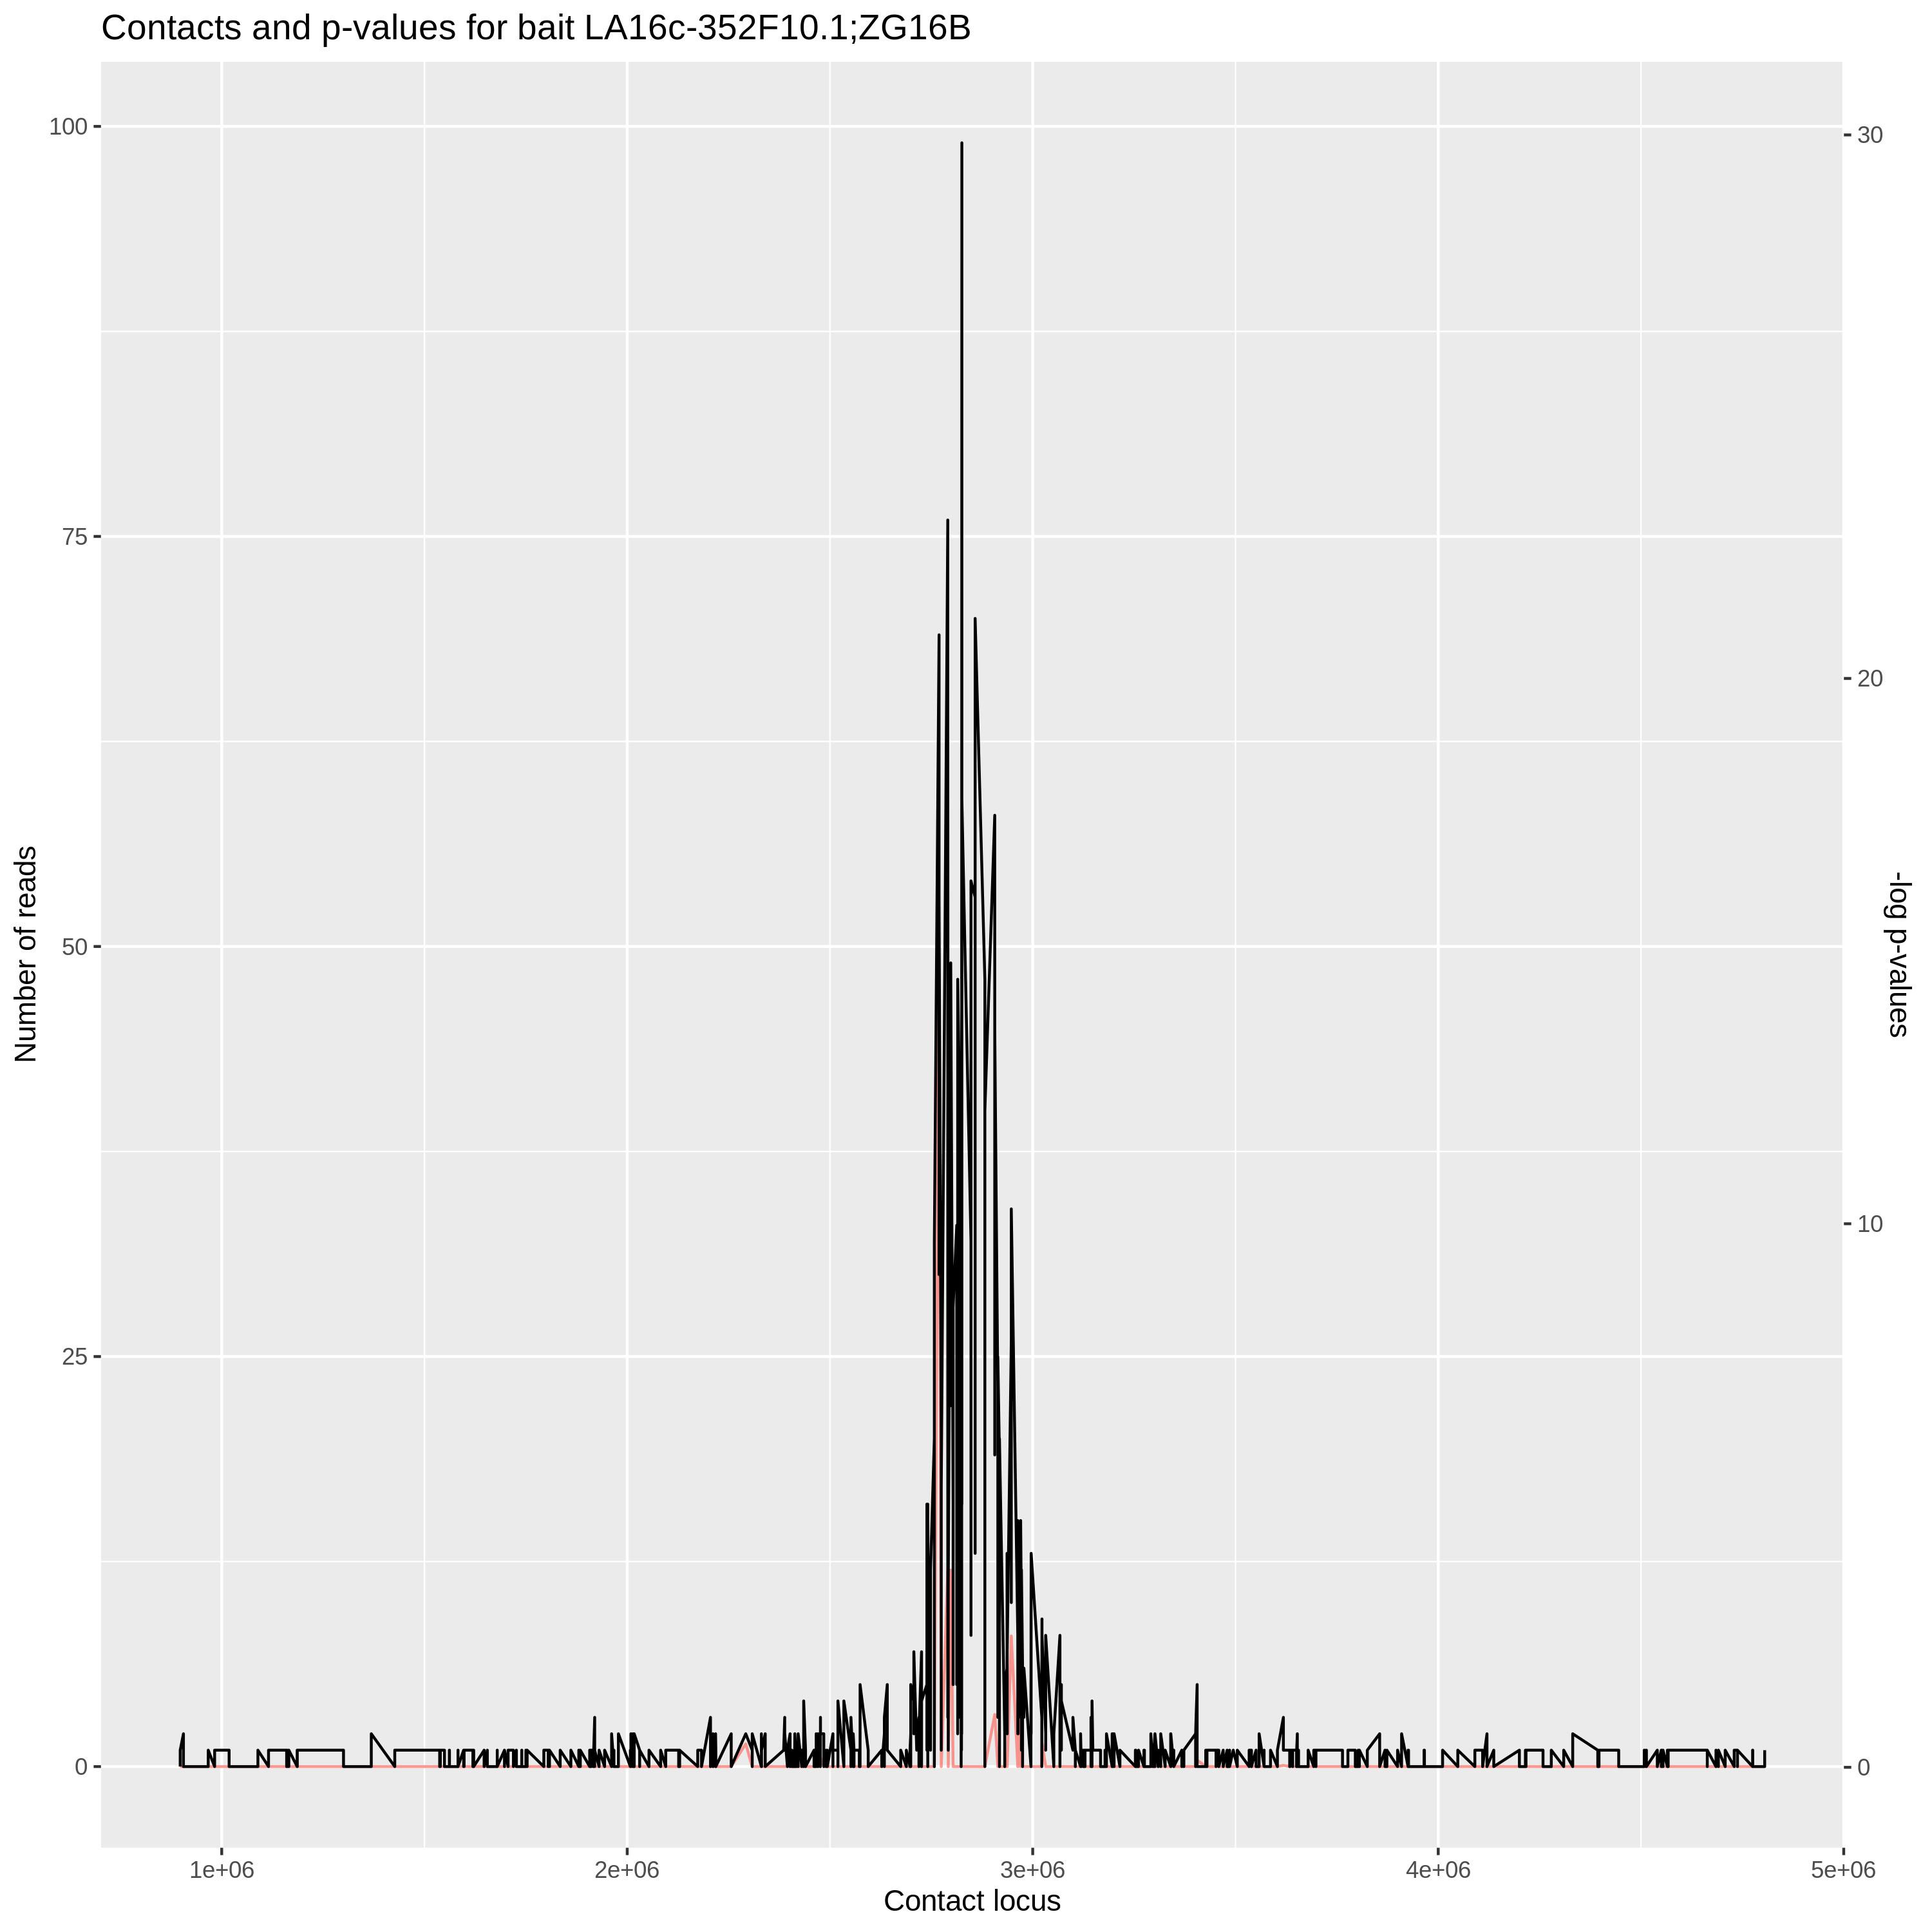 Contacts and p-values for bait LA16c-352F10.1;ZG16B
100
75
50
25
0
Number of reads
30
20
10
0
-log p-values
1e+06 2e+06 3e+06 4e+06 5e+06
Contact locus